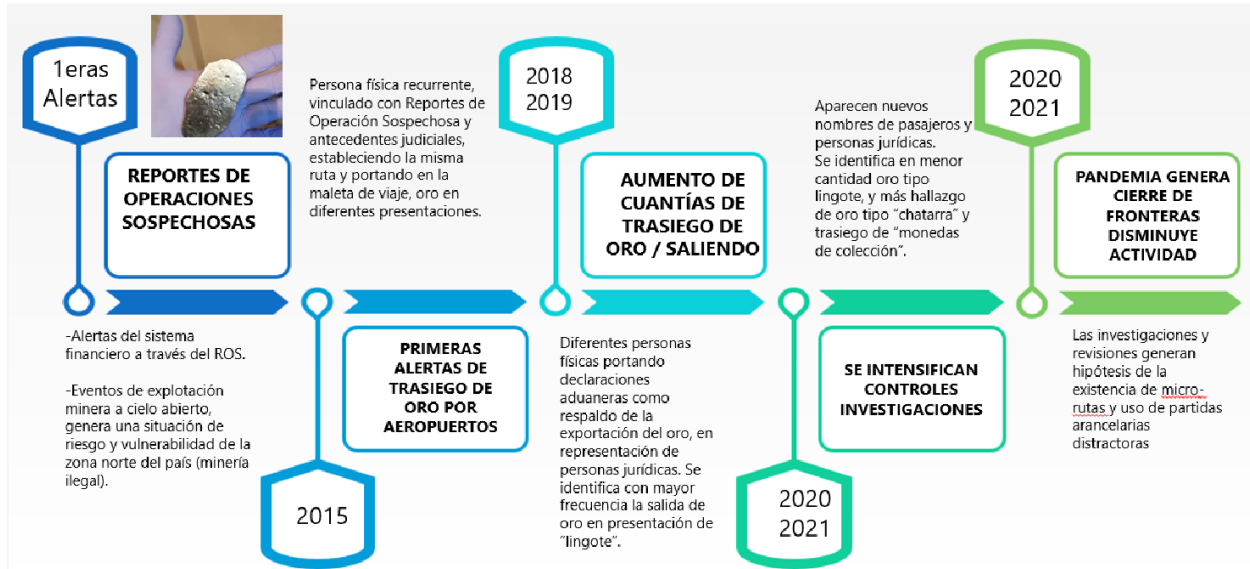 1eras
Alertas
REPORTES DE
OPERACIONES
SOSPECHOSAS
-Alertas del sistema
financiero a través del ROS.
-Eventos de explotación
minera a cielo abierto,
genera una situación de
riesgo y vulnerabilidad de la
zona norte del país (minería
ilegal).
Persona física recurrente,
vinculado con Reportes de
Operación Sospechosa y
antecedentes judiciales,
estableciendo la misma
ruta y portando en la
maleta de viaje, oro en
diferentes presentaciones.
PRIMERAS
ALERTAS DE
TRASIEGO DE
ORO POR
AEROPUERTOS
2015
2018
2019
AUMENTO DE
CUANTÍAS DE
TRASIEGO DE
ORO / SALIENDO
Diferentes personas
físicas portando
declaraciones
aduaneras como
respaldo de la
exportación del oro, en
representación de
personas jurídicas. Se
identifica con mayor
frecuencia la salida de
oro en presentación de
“lingote”.
Aparecen nuevos
nombres de pasajeros y
personas jurídicas.
Se identifica en menor
cantidad oro tipo
lingote, y más hallazgo
de oro tipo “chatarra” y
trasiego de “monedas
de colección”.
SE INTENSIFICAN
CONTROLES
INVESTIGACIONES
2020
2021
2020
2021
PANDEMIA GENERA
CIERRE DE
FRONTERAS
DISMINUYE
ACTIVIDAD
Las investigaciones y
revisiones generan
hipótesis de la
existencia de micro-
rutas y uso de partidas
arancelarias
distractoras